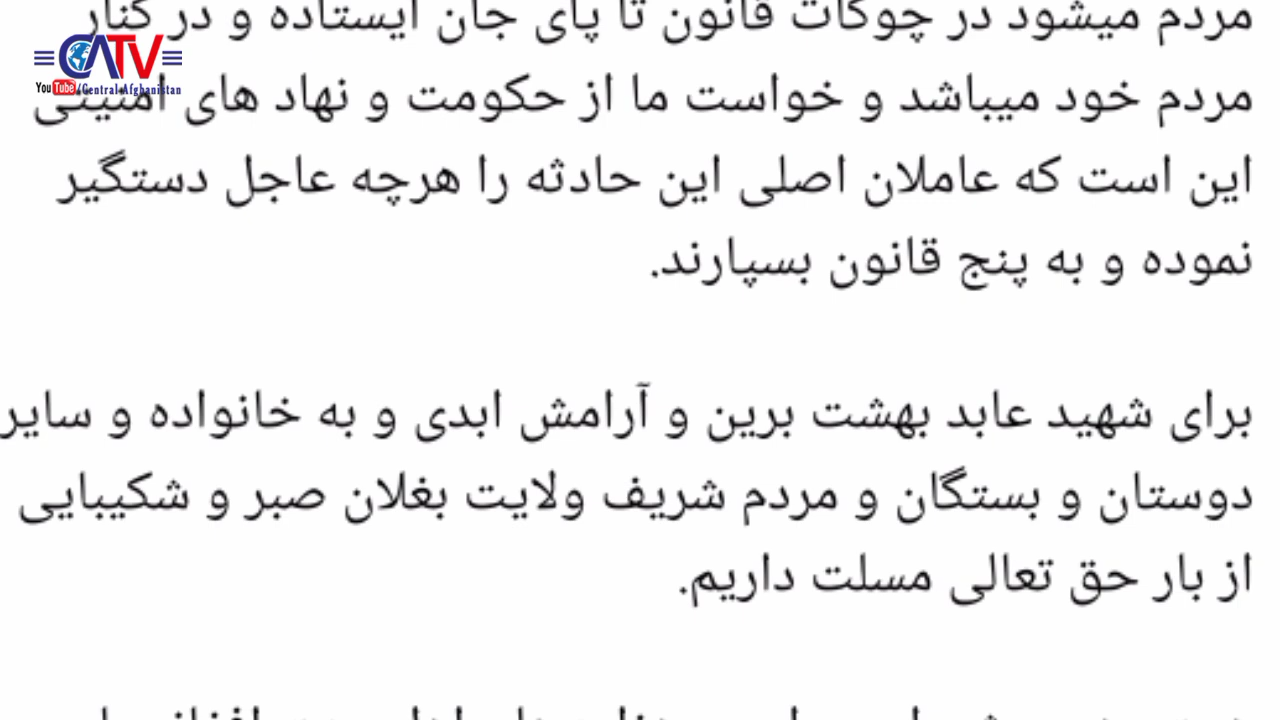 مردم میشود در چوکات قانون تا پای جان ایستاده و در کنار
CATV
YouTube/Central Afghanistan
مردم خود میباشد و خواست ما از حکومت و نهاد های امنیتی
این است که عاملان اصلی این حادثه را هرچه عاجل دستگیر
نموده و به پنج قانون بسپارند.
برای شهید عابد بهشت برین و آرامش ابدی و به خانواده و سایر
دوستان و بستگان و مردم شریف ولایت بغلان صبر و شکیبایی
از بار حق تعالی مسلت داریم.